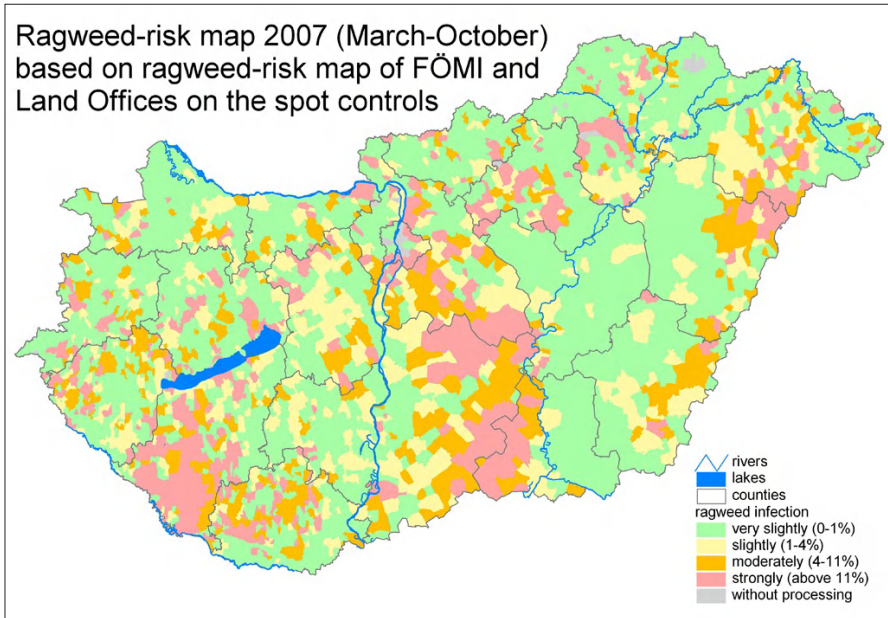 Ragweed-risk map 2007 (March-October)
based on ragweed-risk map of FÖMI and
Land Offices on the spot controls
rivers
lakes
counties
ragweed infection
very slightly (0-1%)
slightly (1-4%)
moderately (4-11%)
strongly (above 11%)
without processing